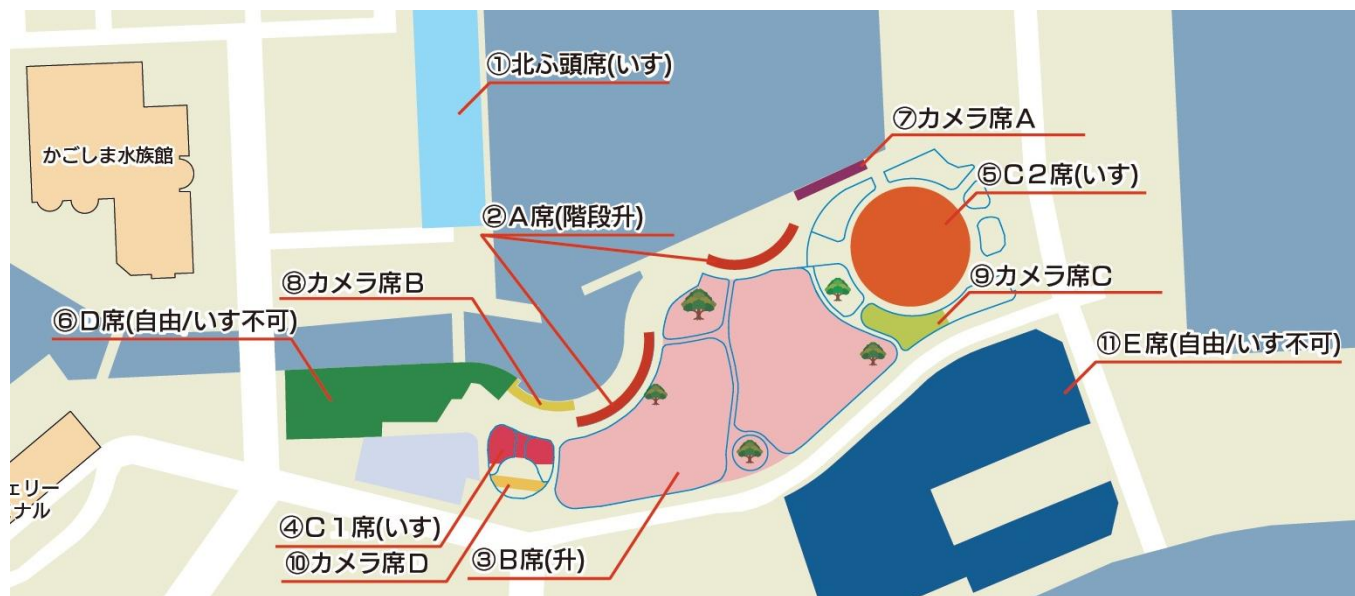 ①北ふ頭席(いす)
⑦カメラ席A
かごしま水族館
⑤C2席(いす)
②A席(階段升)
⑧カメラ席B
⑨カメラ席C
⑥D席(自由/いす不可)
⑪E席(自由/いす不可)
ェリー
ナル
④C1席(いす)
⑩カメラ席D
③B席(升)